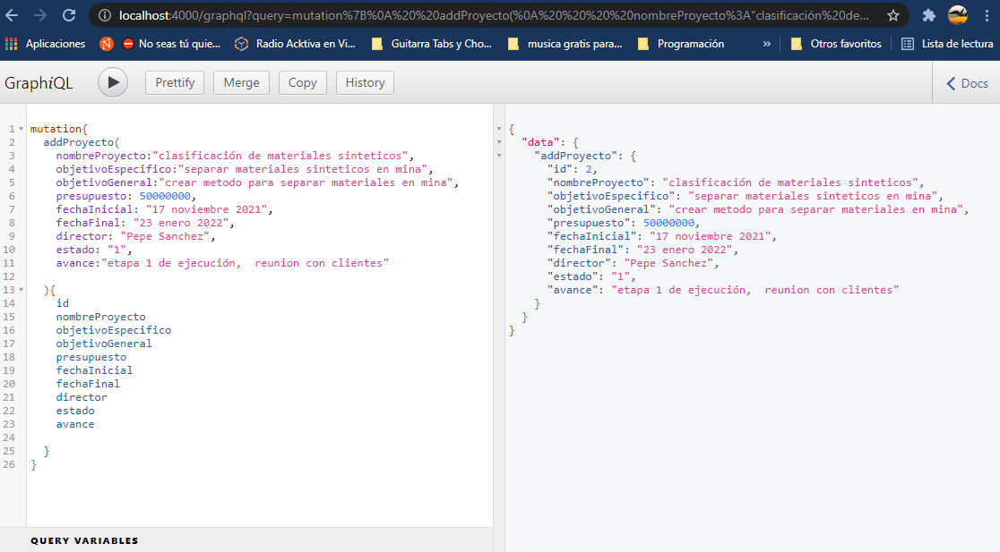 localhost:4000/graphql?query=mutation%7B%0A%20%20addProyecto(%0A%20%20%20%20nombreProyecto%3A"clasificación%20de...
Aplicaciones No seas tú quie... Radio Acktiva en Vi... Guitarra Tabs y Cho... musica gratis para... Programación » Otros favoritos Lista de lectura
GraphiQL Prettify Merge Copy History Docs
1 mutation{
2 addProyecto(
3 nombreProyecto:"clasificación de materiales sinteticos",
4 objetivoEspecifico:"separar materiales sinteticos en mina",
5 objetivoGeneral:"crear metodo para separar materiales en mina",
6 presupuesto: 50000000,
7 fechaInicial: "17 noviembre 2021",
8 fechaFinal: "23 enero 2022",
9 director: "Pepe Sanchez",
10 estado: "1",
11 avance:"etapa 1 de ejecución,  reunion con clientes"
12
13 ){
14 id
15 nombreProyecto
16 objetivoEspecifico
17 objetivoGeneral
18 presupuesto
19 fechaInicial
20 fechaFinal
21 director
22 estado
23 avance
24
25 }
26 }
QUERY VARIABLES
{
"data": {
"addProyecto": {
"id": 2,
"nombreProyecto": "clasificación de materiales sinteticos",
"objetivoEspecifico": "separar materiales sinteticos en mina",
"objetivoGeneral": "crear metodo para separar materiales en mina",
"presupuesto": 50000000,
"fechaInicial": "17 noviembre 2021",
"fechaFinal": "23 enero 2022",
"director": "Pepe Sanchez",
"estado": "1",
"avance": "etapa 1 de ejecución,  reunion con clientes"
}
}
}